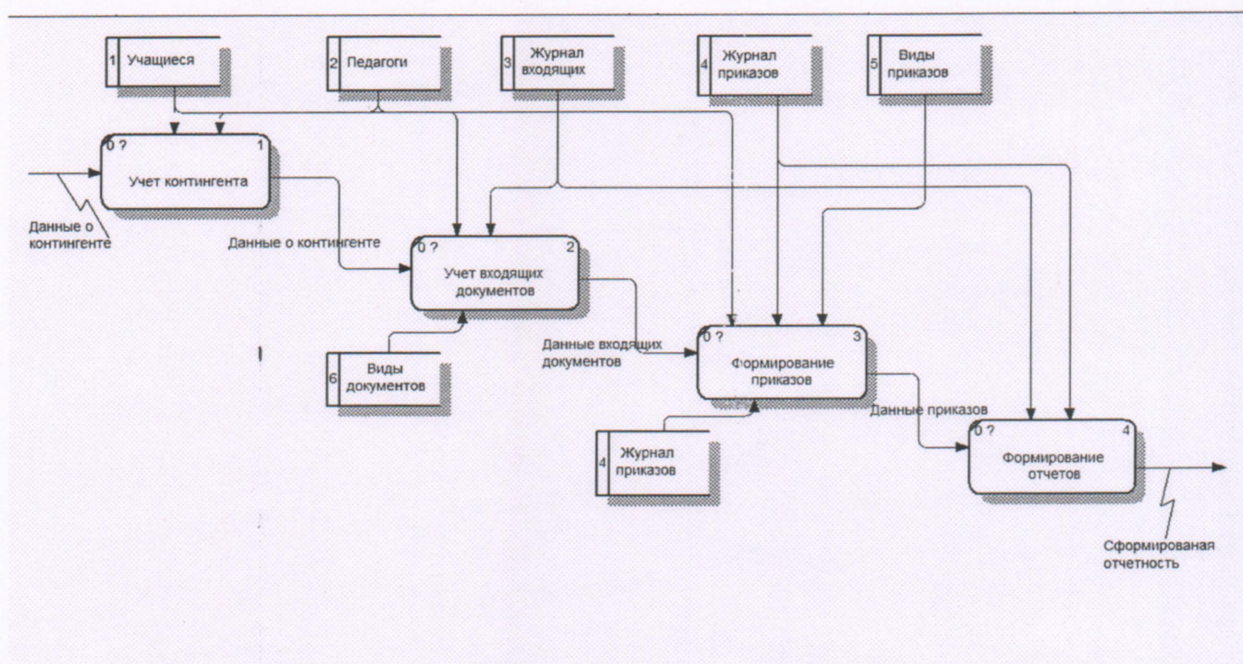 1 Учащиеся
2 Педагоги
3 Журнал
входящих
4 Журнал
приказов
5 Виды
приказов
0 ? 1
Учет контингента
Данные о
контингенте
Данные о контингенте
0 ? 2
Учет входящих
документов
6 Виды
документов
Данные входящих
документов
0 ? 3
Формирование
приказов
4 Журнал
приказов
Данные приказов
0 ? 4
Формирование
отчетов
Сформированая
отчетность